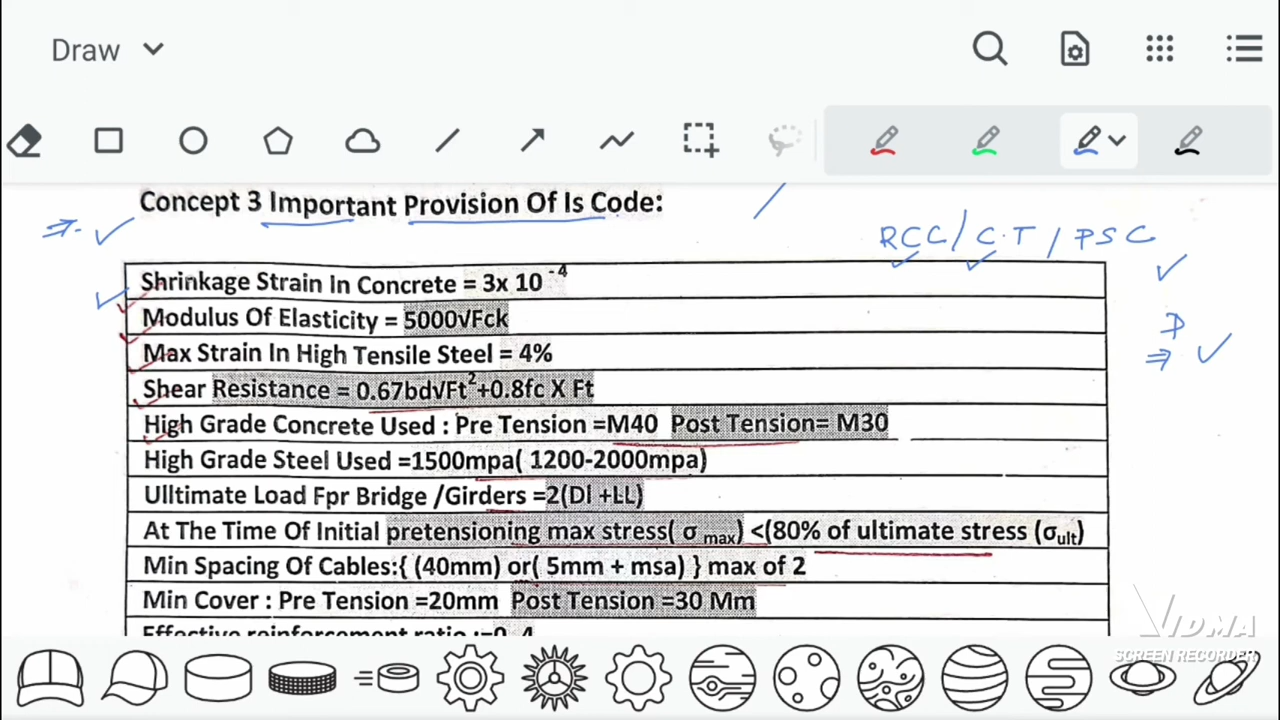 Draw
Concept 3 Important Provision Of Is Code:
RCC/ C.T / PSC
Shrinkage Strain In Concrete = 3x 10 -4
Modulus Of Elasticity = 5000√Fck
Max Strain In High Tensile Steel = 4%
Shear Resistance = 0.67bd√Ft²+0.8fc X Ft
High Grade Concrete Used : Pre Tension =M40 Post Tension= M30
High Grade Steel Used =1500mpa( 1200-2000mpa)
Ulltimate Load Fpr Bridge /Girders =2(Dl +LL)
At The Time Of Initial pretensioning max stress( σ max) <(80% of ultimate stress (σult)
Min Spacing Of Cables:{ (40mm) or( 5mm + msa) } max of 2
Min Cover : Pre Tension =20mm Post Tension =30 Mm
Effective reinforcement ratio
VIDMA
SCREEN RECORDER